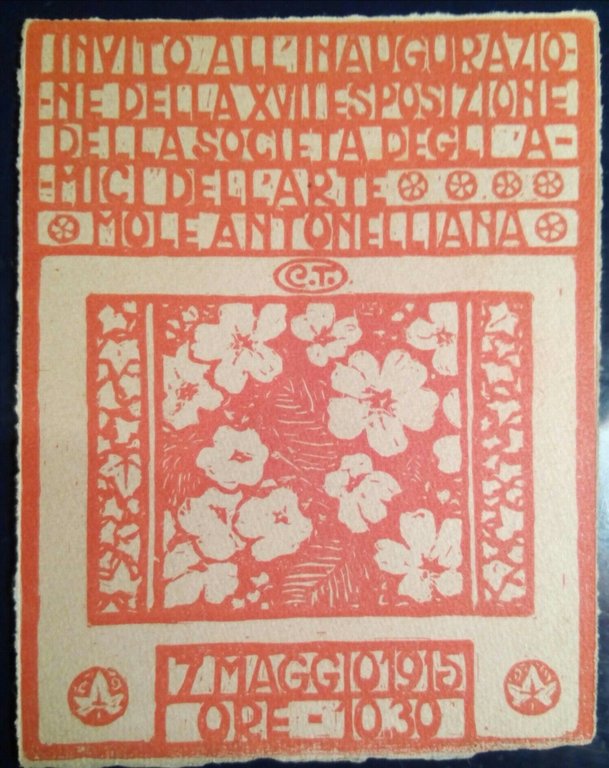 INVITO ALL'INAUGURAZIO-
-NE DELLA XVII ESPOSIZIONE
DELLA SOCIETA DEGLI A-
-MICI DELL'ARTE
MOLE ANTONELLIANA
C.T.
7 MAGGIO 1915
ORE - 10.30